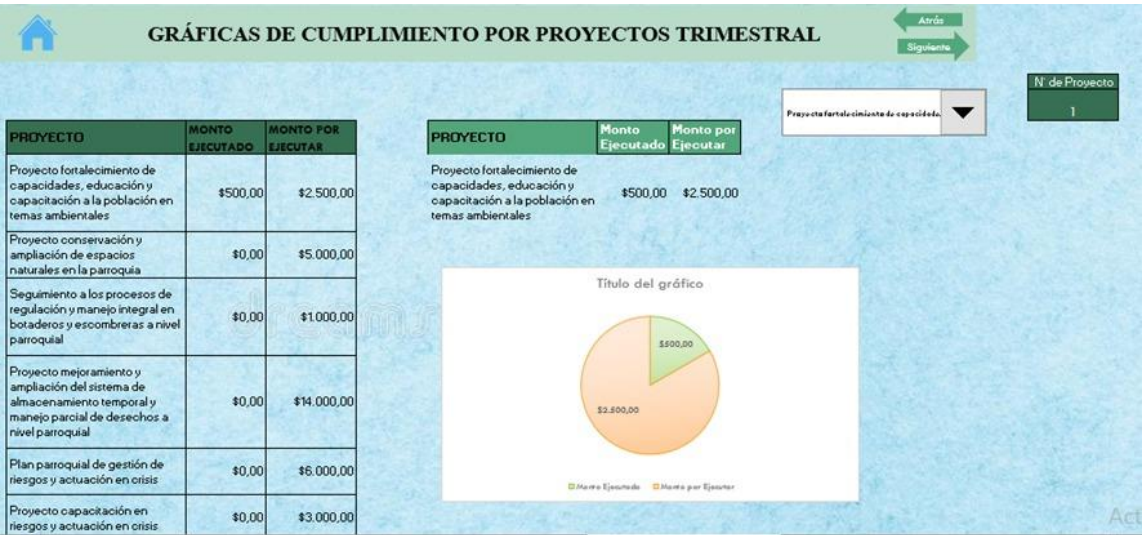 GRÁFICAS DE CUMPLIMIENTO POR PROYECTOS TRIMESTRAL
Atrás
Siguiente
N° de Proyecto
1
Proyecto fortalecimiento de capacidade
PROYECTO
MONTO EJECUTADO
MONTO POR EJECUTAR
Proyecto fortalecimiento de
capacidades, educación y
capacitación a la población en
temas ambientales
$500,00
$2.500,00
Proyecto conservación y
ampliación de espacios
naturales en la parroquia
$0,00
$5.000,00
Seguimiento a los procesos de
regulación y manejo integral en
botaderos y escombreras a nivel
parroquial
$0,00
$1.000,00
Proyecto mejoramiento y
ampliación del sistema de
almacenamiento temporal y
manejo parcial de desechos a
nivel parroquial
$0,00
$14.000,00
Plan parroquial de gestión de
riesgos y actuación en crisis
$0,00
$6.000,00
Proyecto capacitación en
riesgos y actuación en crisis
$0,00
$3.000,00
PROYECTO
Monto
Ejecutado
Monto por
Ejecutar
Proyecto fortalecimiento de
capacidades, educación y
capacitación a la población en
temas ambientales
$500,00
$2.500,00
Título del gráfico
$500,00
$2.500,00
Monto Ejecutado
Monto por Ejecutar
Act